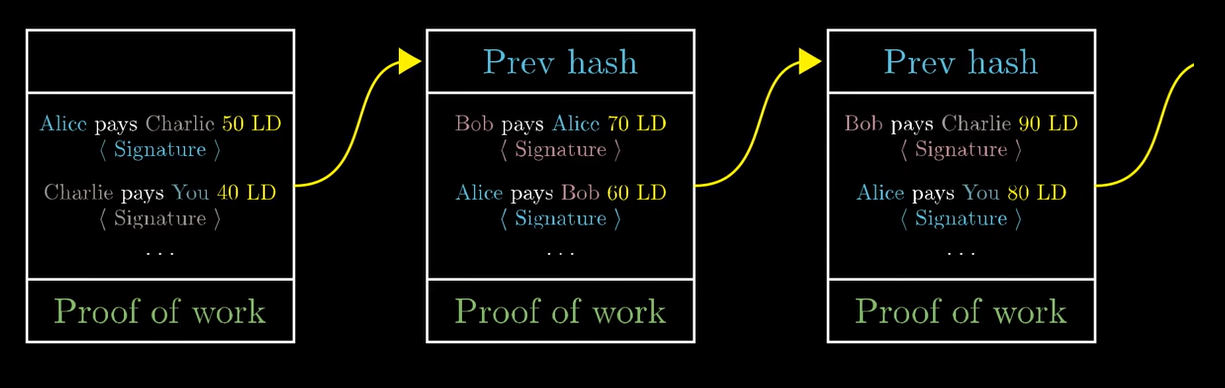 Alice pays Charlie 50 LD
⟨ Signature ⟩
Charlie pays You 40 LD
⟨ Signature ⟩
. . .
Proof of work
Prev hash
Bob pays Alice 70 LD
⟨ Signature ⟩
Alice pays Bob 60 LD
⟨ Signature ⟩
. . .
Proof of work
Prev hash
Bob pays Charlie 90 LD
⟨ Signature ⟩
Alice pays You 80 LD
⟨ Signature ⟩
. . .
Proof of work